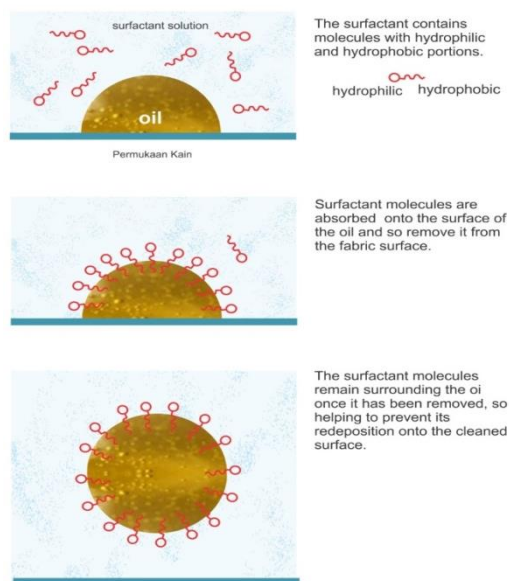 surfactant solution
oil
Permukaan Kain
The surfactant contains
molecules with hydrophilic
and hydrophobic portions.
hydrophilic hydrophobic
Surfactant molecules are
absorbed onto the surface of
the oil and so remove it from
the fabric surface.
The surfactant molecules
remain surrounding the oi
once it has been removed, so
helping to prevent its
redeposition onto the cleaned
surface.